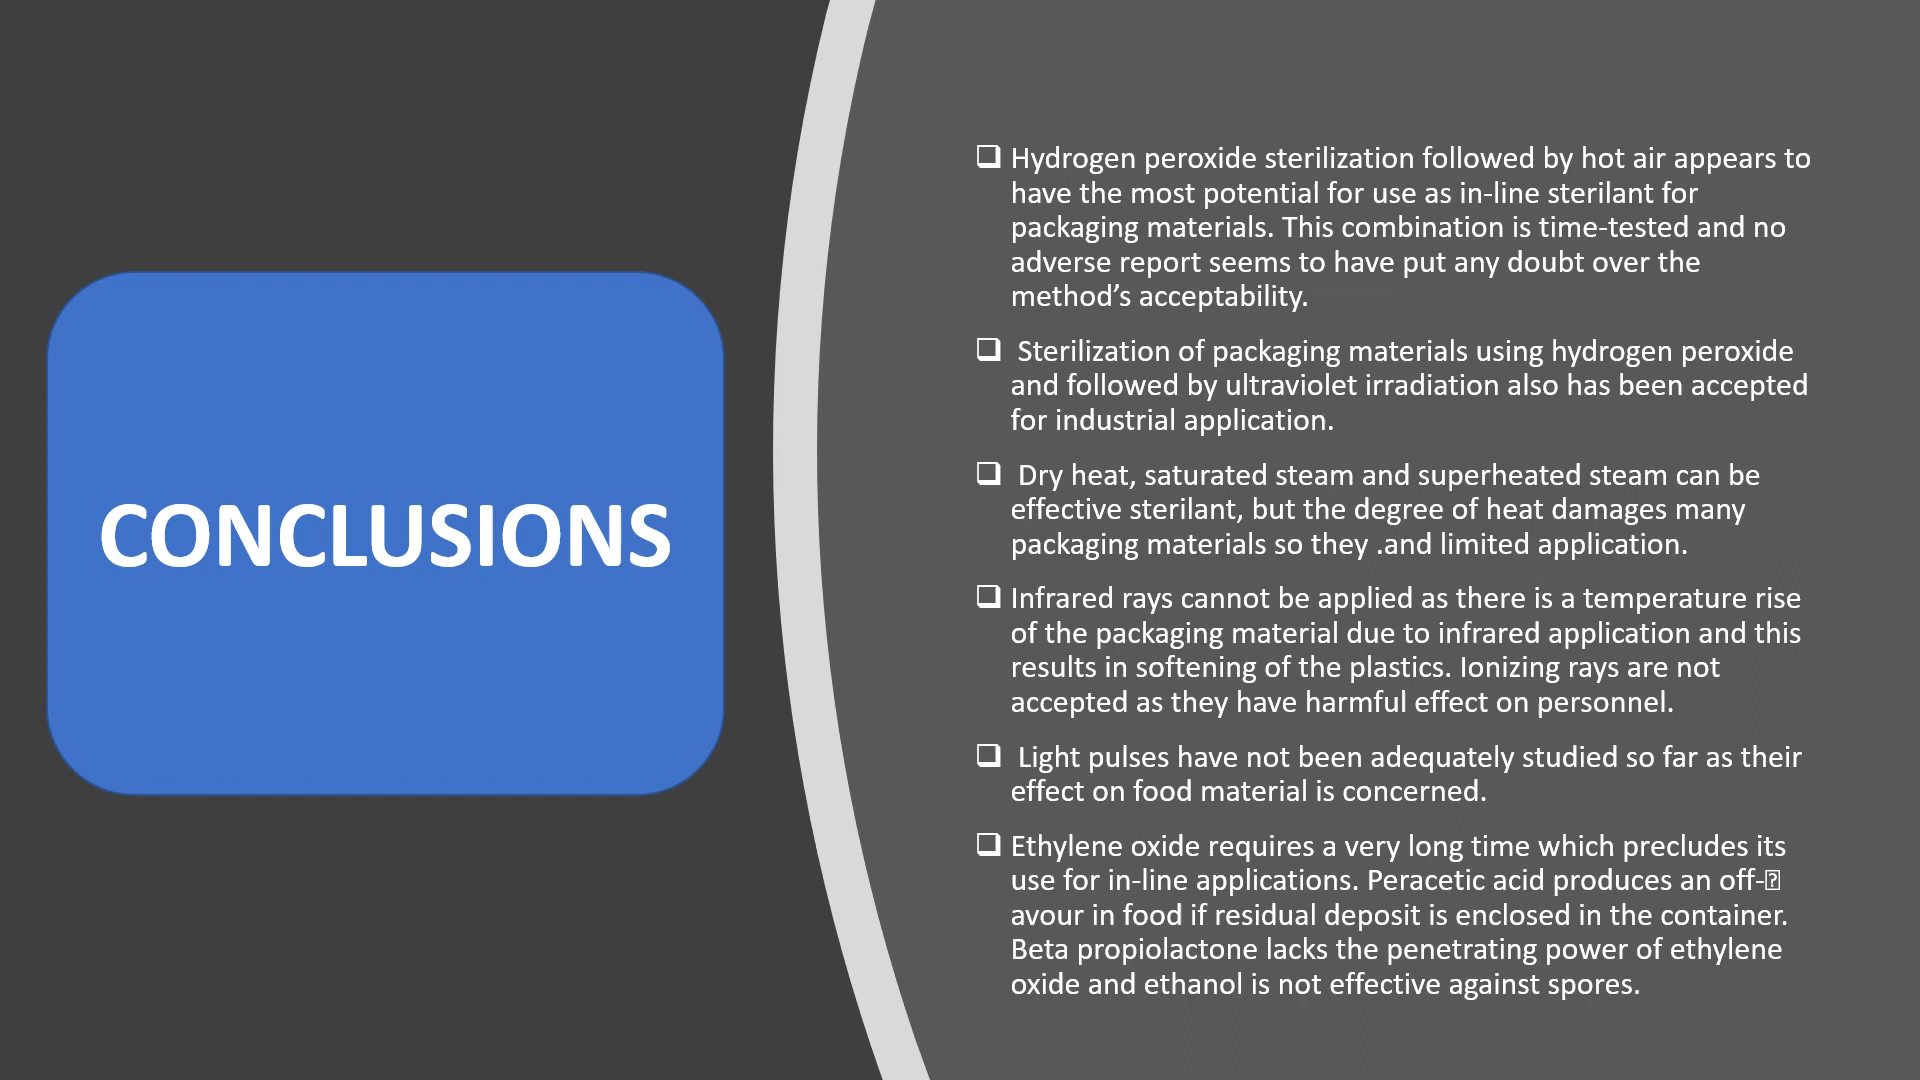 CONCLUSIONS
❑ Hydrogen peroxide sterilization followed by hot air appears to
have the most potential for use as in-line sterilant for
packaging materials. This combination is time-tested and no
adverse report seems to have put any doubt over the
method’s acceptability.
❑ Sterilization of packaging materials using hydrogen peroxide
and followed by ultraviolet irradiation also has been accepted
for industrial application.
❑ Dry heat, saturated steam and superheated steam can be
effective sterilant, but the degree of heat damages many
packaging materials so they .and limited application.
❑ Infrared rays cannot be applied as there is a temperature rise
of the packaging material due to infrared application and this
results in softening of the plastics. Ionizing rays are not
accepted as they have harmful effect on personnel.
❑ Light pulses have not been adequately studied so far as their
effect on food material is concerned.
❑ Ethylene oxide requires a very long time which precludes its
use for in-line applications. Peracetic acid produces an off-⍰
avour in food if residual deposit is enclosed in the container.
Beta propiolactone lacks the penetrating power of ethylene
oxide and ethanol is not effective against spores.